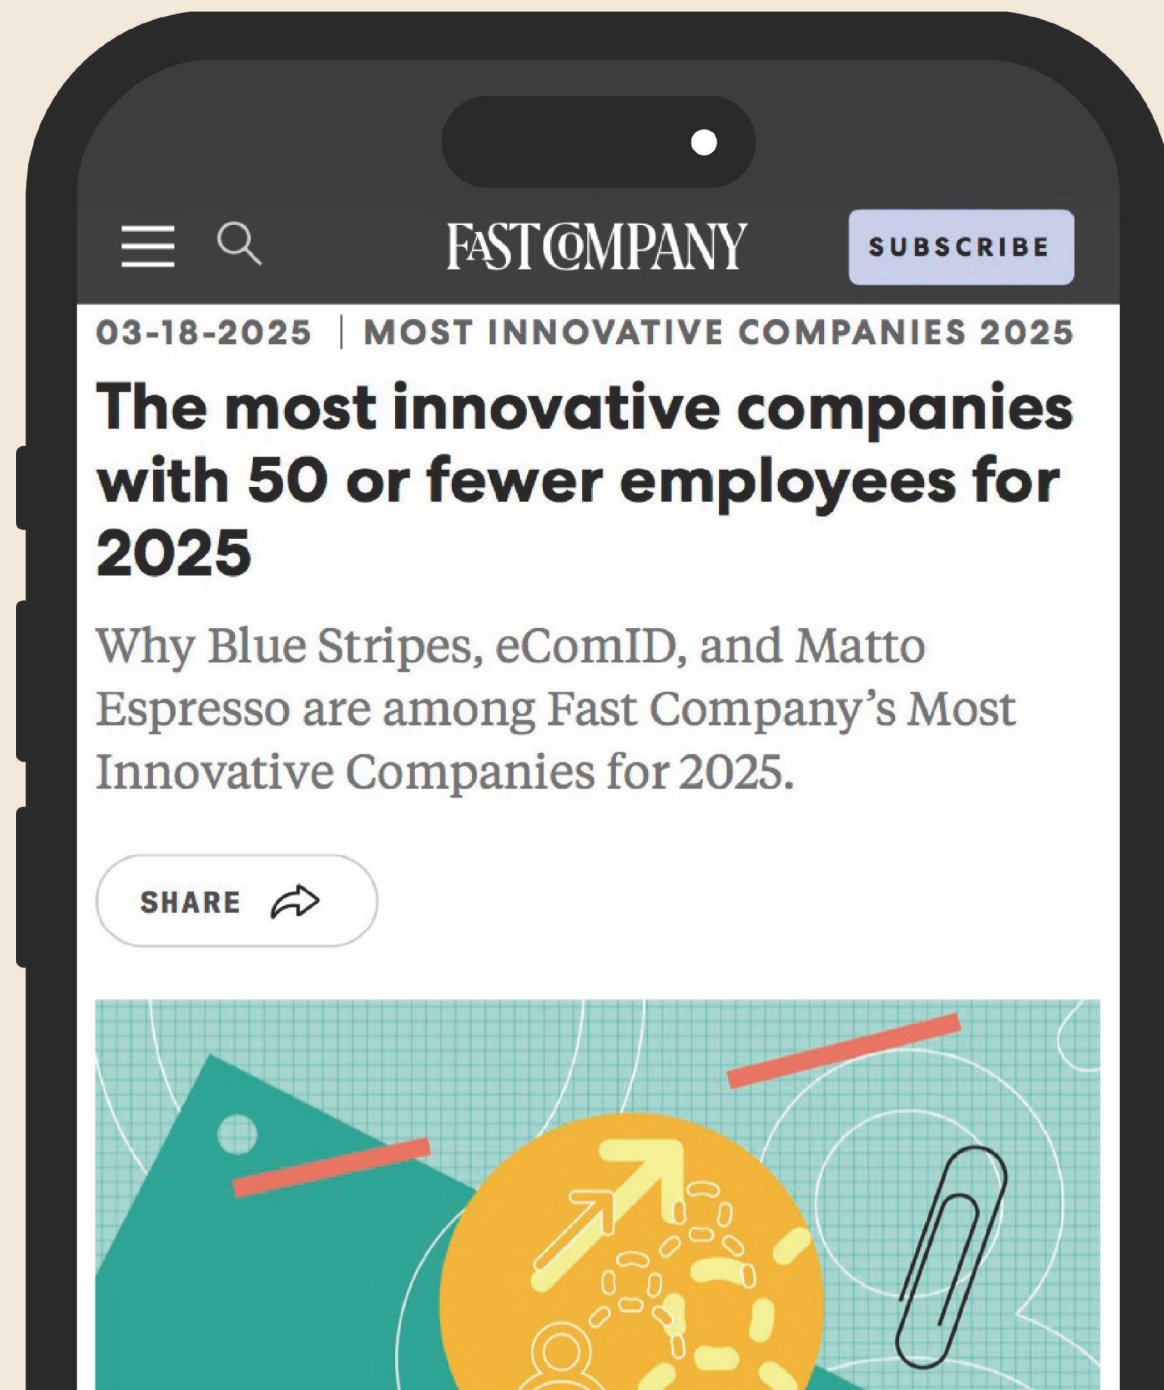 FAST COMPANY
SUBSCRIBE
03-18-2025 | MOST INNOVATIVE COMPANIES 2025
The most innovative companies
with 50 or fewer employees for
2025
Why Blue Stripes, eComID, and Matto
Espresso are among Fast Company’s Most
Innovative Companies for 2025.
SHARE